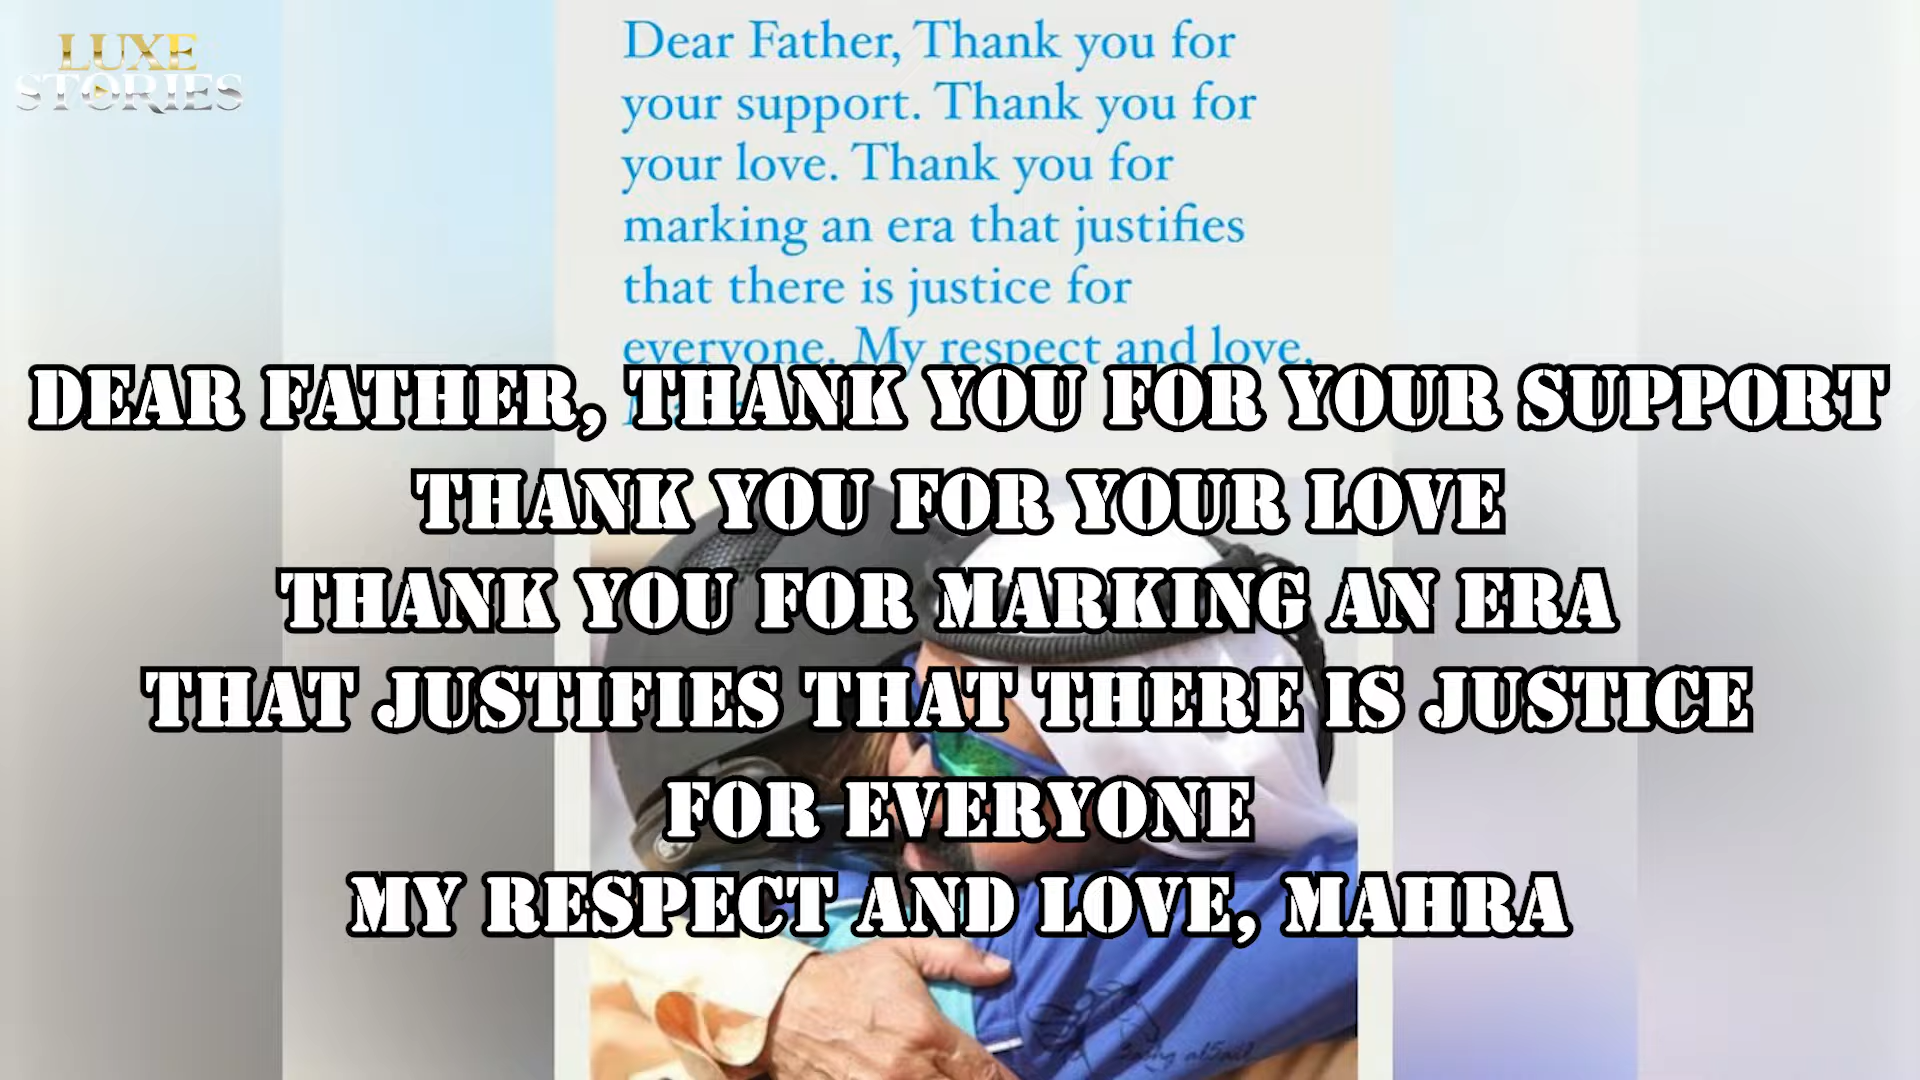 LUXE
STORIES
Dear Father, Thank you for
your support. Thank you for
your love. Thank you for
marking an era that justifies
that there is justice for
everyone. My respect and love,
DEAR FATHER, THANK YOU FOR YOUR SUPPORT
THANK YOU FOR YOUR LOVE
THANK YOU FOR MARKING AN ERA
THAT JUSTIFIES THAT THERE IS JUSTICE
FOR EVERYONE
MY RESPECT AND LOVE, MAHRA